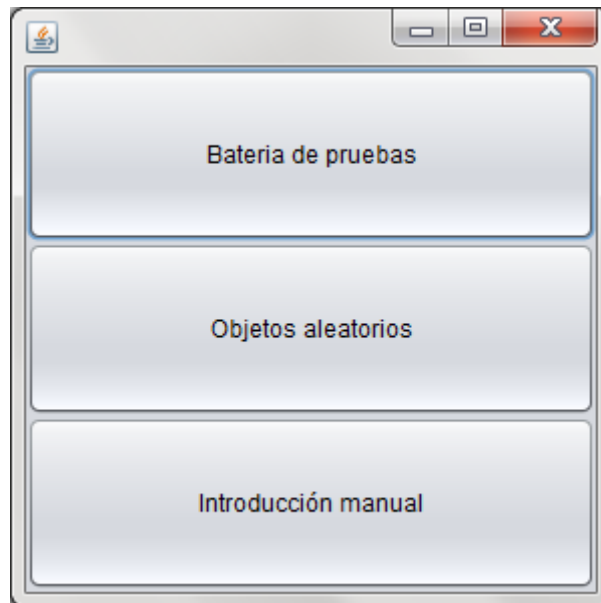 Bateria de pruebas
Objetos aleatorios
Introducción manual